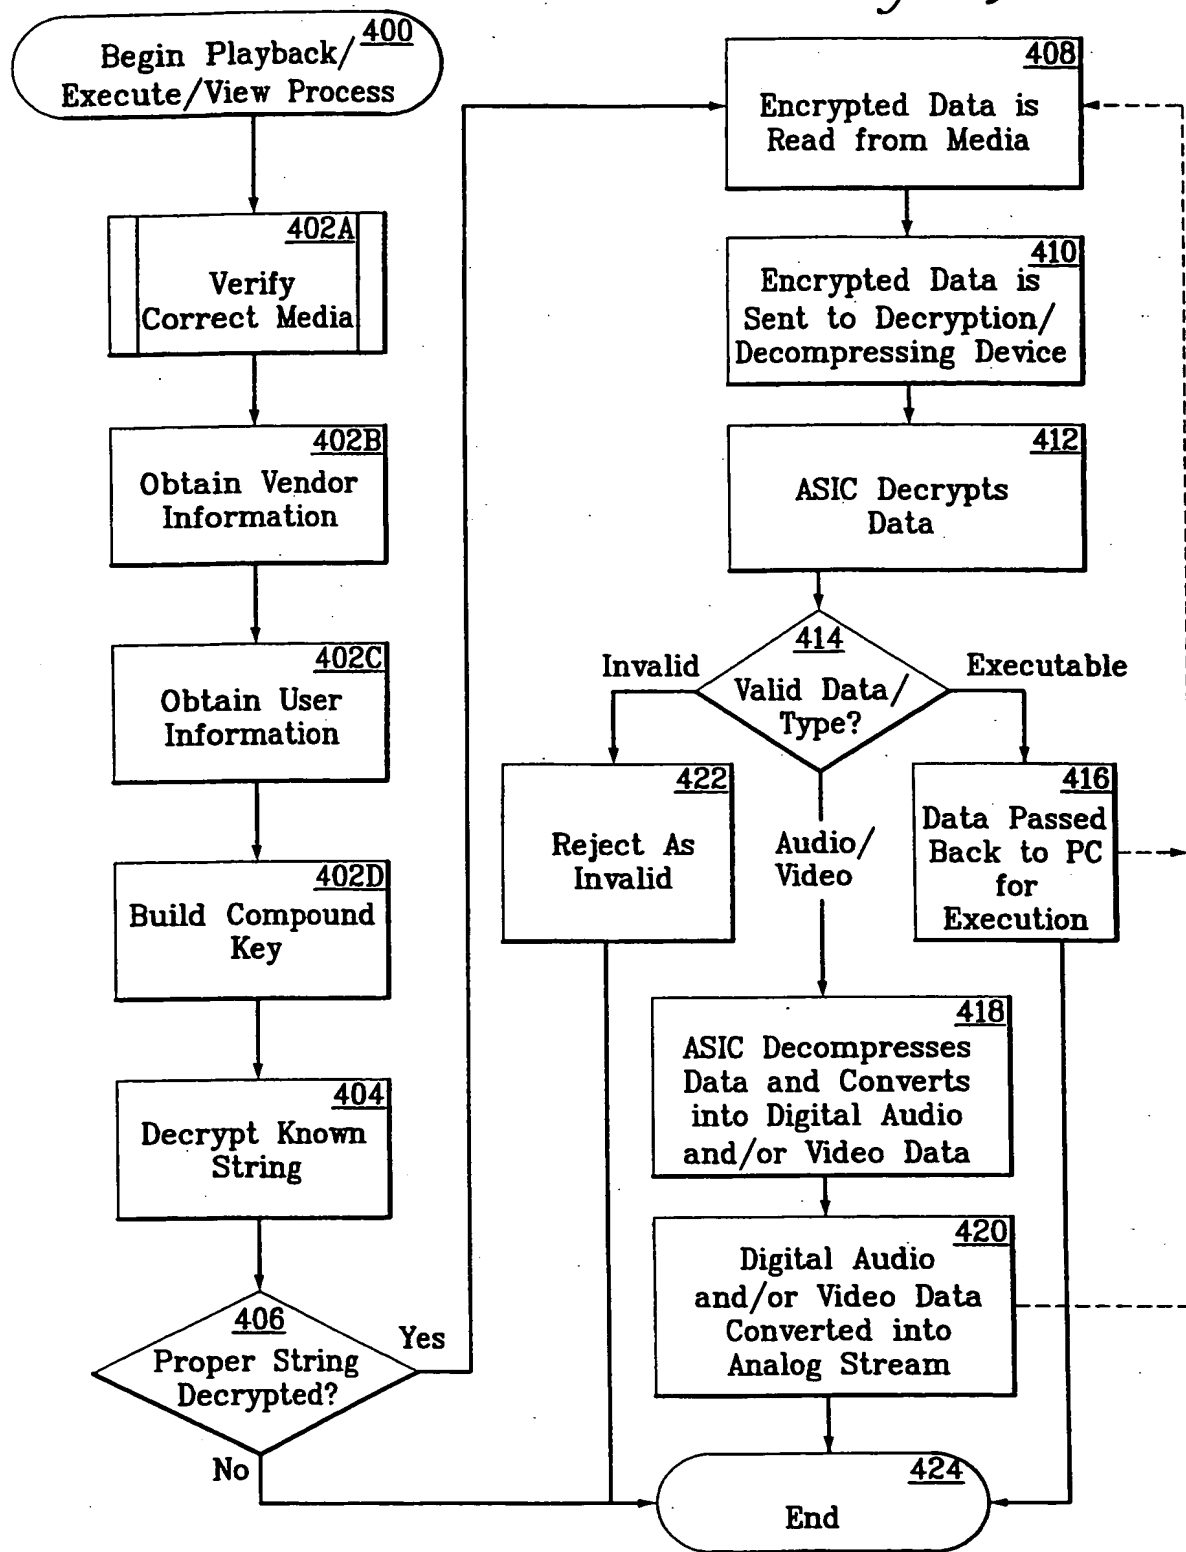 400
Begin Playback/
Execute/View Process
402A
Verify
Correct Media
402B
Obtain Vendor
Information
402C
Obtain User
Information
402D
Build Compound
Key
404
Decrypt Known
String
406
Proper String
Decrypted?
Yes
No
408
Encrypted Data is
Read from Media
410
Encrypted Data is
Sent to Decryption/
Decompressing Device
412
ASIC Decrypts
Data
414
Valid Data/
Type?
Invalid
Executable
Audio/
Video
422
Reject As
Invalid
416
Data Passed
Back to PC
for
Execution
418
ASIC Decompresses
Data and Converts
into Digital Audio
and/or Video Data
420
Digital Audio
and/or Video Data
Converted into
Analog Stream
424
End